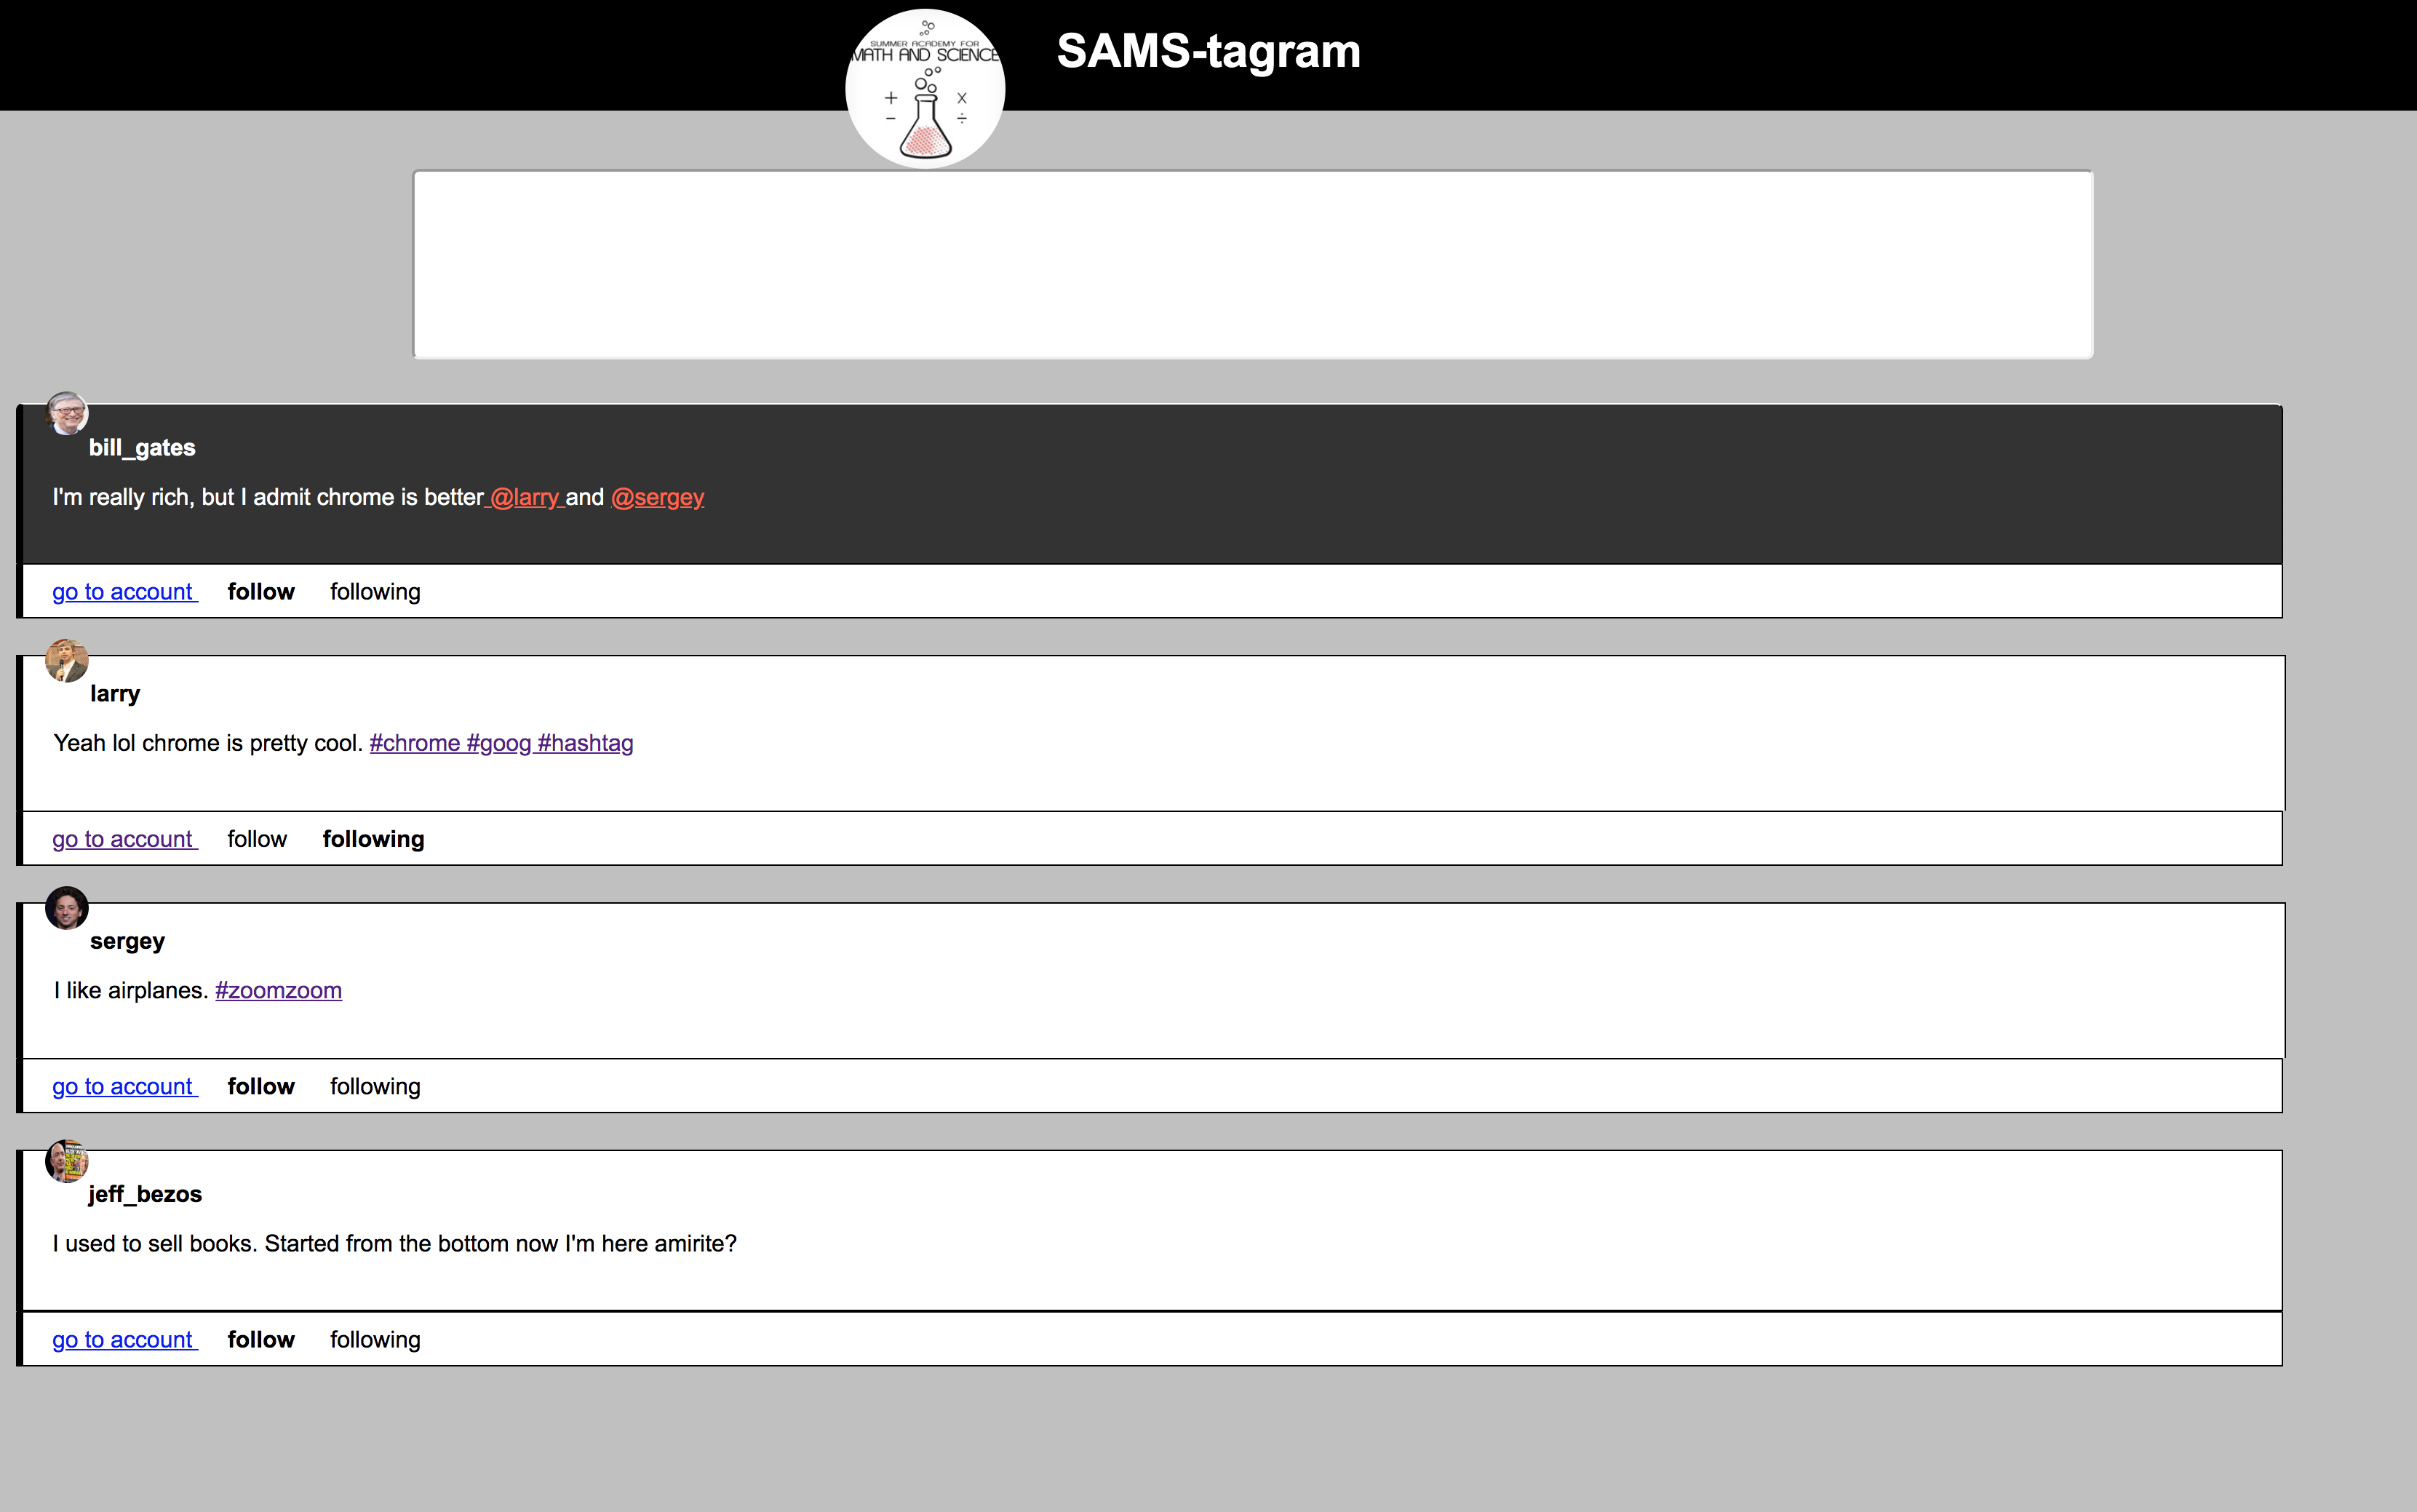 SUMMER ACADEMY FOR
MATH AND SCIENCE
+ x
- ÷
SAMS-tagram
bill_gates
I'm really rich, but I admit chrome is better @larry and @sergey
go to account follow following
larry
Yeah lol chrome is pretty cool. #chrome #goog #hashtag
go to account follow following
sergey
I like airplanes. #zoomzoom
go to account follow following
jeff_bezos
I used to sell books. Started from the bottom now I'm here amirite?
go to account follow following